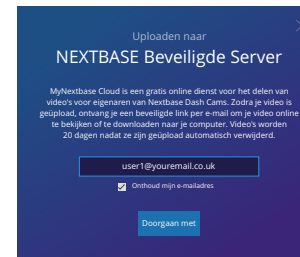 Uploaden naar
NEXTBASE Beveiligde Server
MyNextbase Cloud is een gratis online dienst voor het delen van
video's voor eigenaren van Nextbase Dash Cams. Zodra je video is
geüpload, ontvang je een beveiligde link per e-mail om je video online
te bekijken of te downloaden naar je computer. Video's worden
20 dagen nadat ze zijn geüpload automatisch verwijderd.
user1@youremail.co.uk
Onthoud mijn e-mailadres
Doorgaan met